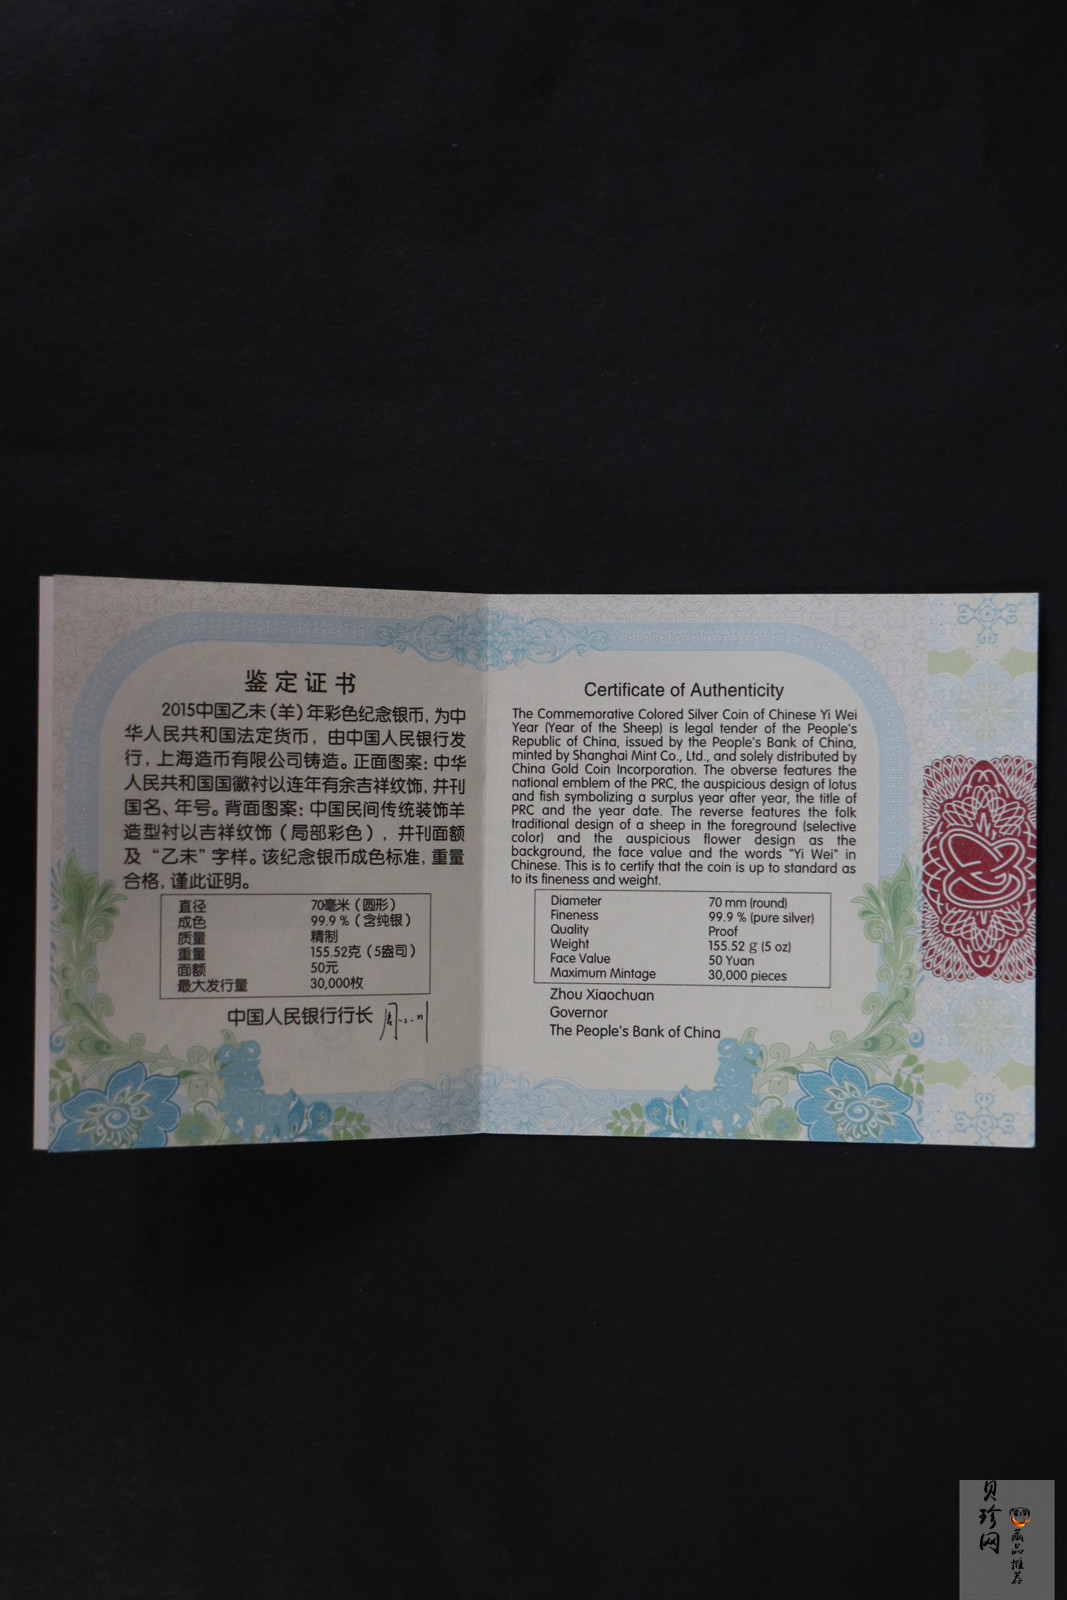 鉴定证书
2015中国乙未（羊）年彩色纪念银币，为中
华人民共和国法定货币，由中国人民银行发
行，上海造币有限公司铸造。正面图案：中华
人民共和国国徽衬以连年有余吉祥纹饰，并刊
国名、年号。背面图案：中国民间传统装饰羊
造型衬以吉祥纹饰（局部彩色），并刊面额
及“乙未”字样。该纪念银币成色标准，重量
合格，谨此证明。
直径 70毫米（圆形）
成色 99.9％（含纯银）
质量 精制
重量 155.52克（5盎司）
面额 50元
最大发行量 30,000枚
中国人民银行行长
Certificate of Authenticity
The Commemorative Colored Silver Coin of Chinese Yi Wei
Year (Year of the Sheep) is legal tender of the People's
Republic of China, issued by the People's Bank of China,
minted by Shanghai Mint Co., Ltd., and solely distributed by
China Gold Coin Incorporation. The obverse features the
national emblem of the PRC, the auspicious design of lotus
and fish symbolizing a surplus year after year, the title of
PRC and the year date. The reverse features the folk
traditional design of a sheep in the foreground (selective
color) and the auspicious flower design as the
background, the face value and the words "Yi Wei" in
Chinese. This is to certify that the coin is up to standard as
to its fineness and weight.
Diameter 70 mm (round)
Fineness 99.9 % (pure silver)
Quality Proof
Weight 155.52 g (5 oz)
Face Value 50 Yuan
Maximum Mintage 30,000 pieces
Zhou Xiaochuan
Governor
The People's Bank of China
贝珍网
藏品推荐